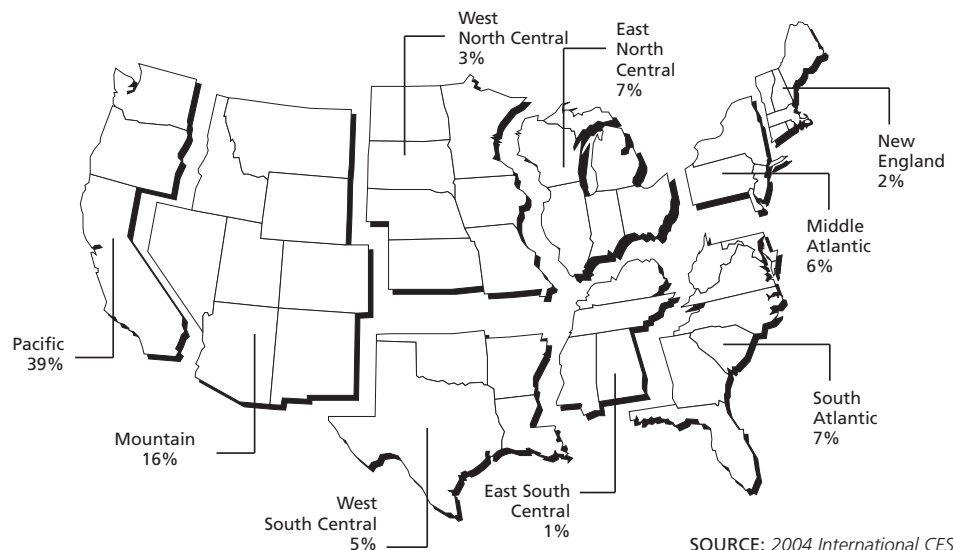 West
North Central
3%
East
North
Central
7%
New
England
2%
Middle
Atlantic
6%
Pacific
39%
South
Atlantic
7%
Mountain
16%
West
South Central
5%
East South
Central
1%
SOURCE: 2004 International CES